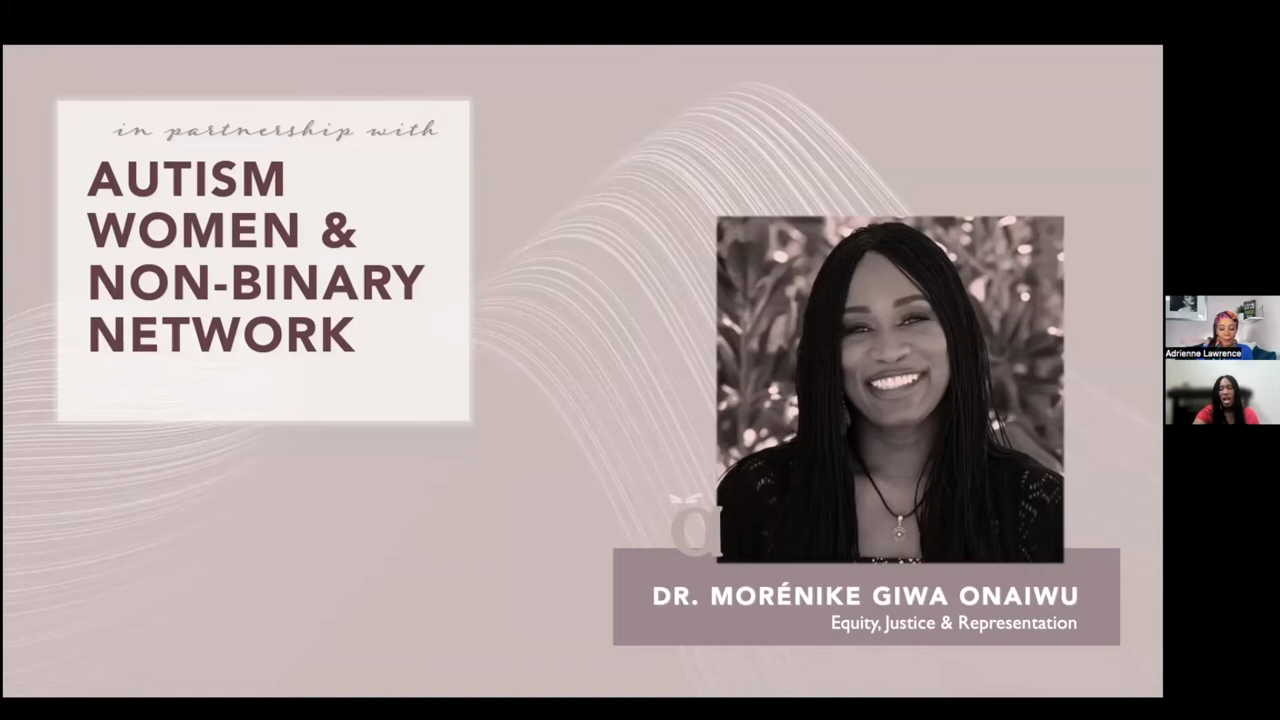 in partnership with
AUTISM
WOMEN &
NON-BINARY
NETWORK
a
DR. MORÉNIKE GIWA ONAIWU
Equity, Justice & Representation
Adrienne Lawrence